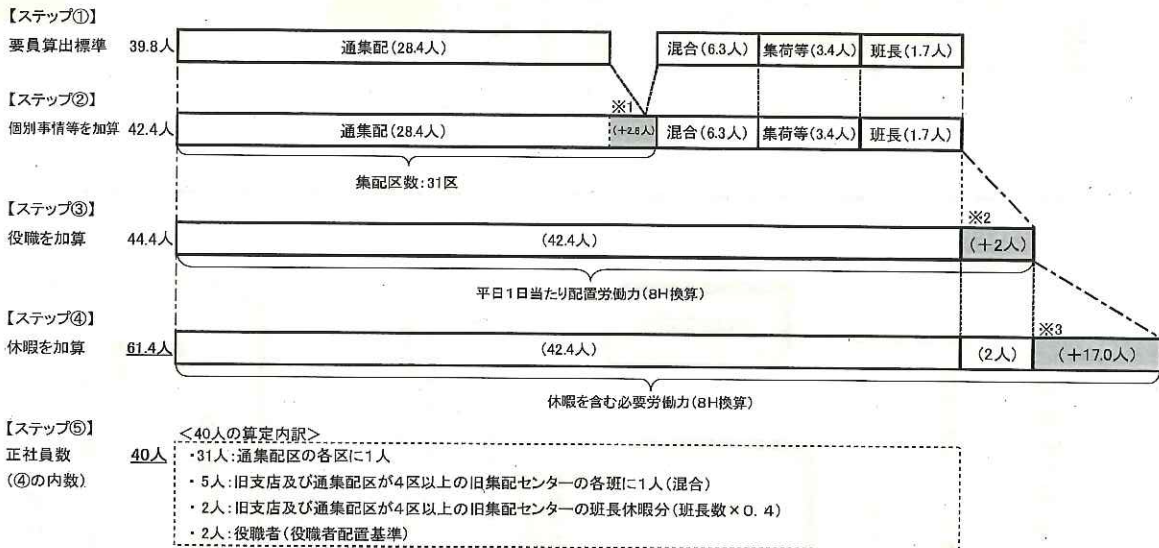 【ステップ①】
要員算出標準 39.8人 通集配(28.4人) 混合(6.3人) 集荷等(3.4人) 班長(1.7人)
【ステップ②】
※1
個別事情等を加算 42.4人 通集配(28.4人) (+2.6人) 混合(6.3人) 集荷等(3.4人) 班長(1.7人)
集配区数:31区
【ステップ③】
※2
役職を加算 44.4人 (42.4人) (+2人)
平日1日当たり配置労働力(8H換算)
【ステップ④】
※3
休暇を加算 61.4人 (42.4人) (2人) (+17.0人)
休暇を含む必要労働力(8H換算)
【ステップ⑤】 <40人の算定内訳>
正社員数 40人 ・31人:通集配区の各区に1人
(④の内数) ・5人:旧支店及び通集配区が4区以上の旧集配センターの各班に1人(混合)
・2人:旧支店及び通集配区が4区以上の旧集配センターの班長休暇分(班長数×0.4)
・2人:役職者(役職者配置基準)